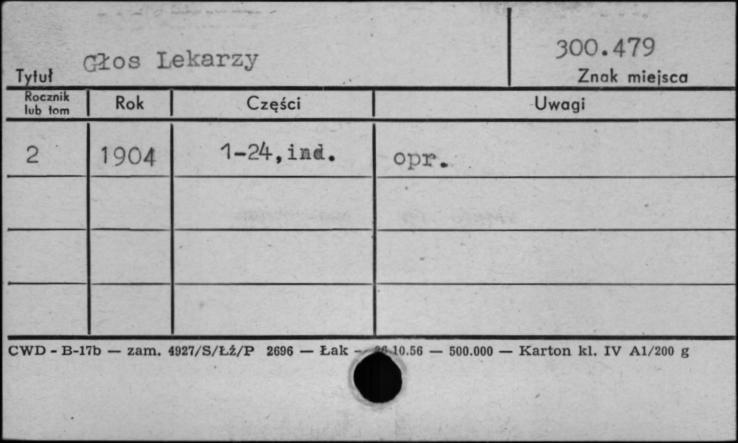 Głos Lekarzy 300.479
Tytuł Znak miejsca
Rocznik lub tom Rok Części Uwagi
2 1904 1-24,ind. opr.
CWD - B-17b — zam. 4927/S/Łź/P 2696 — Łak — 26.10.56 — 500.000 — Karton kl. IV A1/200 g